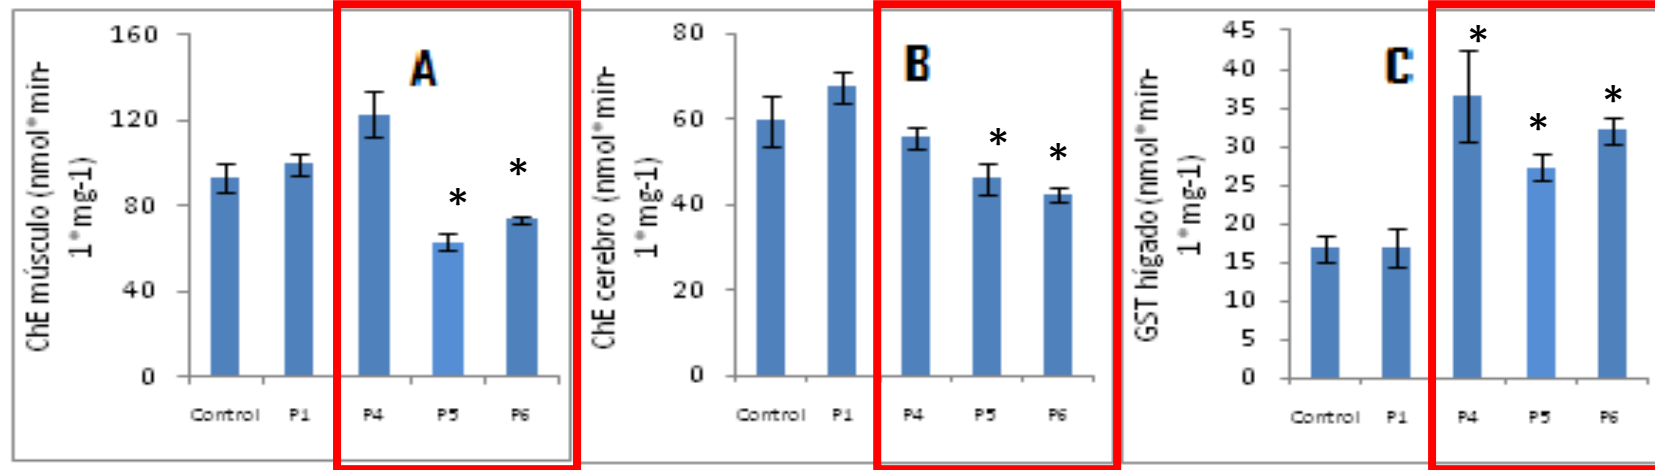 ChE músculo (nmol*min-
1*mg-1)
160
120
80
40
0
A
*
*
Control P1 P4 P5 P6
ChE cerebro (nmol*min-
1*mg-1)
80
60
40
20
0
B
*
*
Control P1 P4 P5 P6
GST hígado (nmol*min-
1*mg-1)
45
40
35
30
25
20
15
10
5
0
C
*
*
*
Control P1 P4 P5 P6